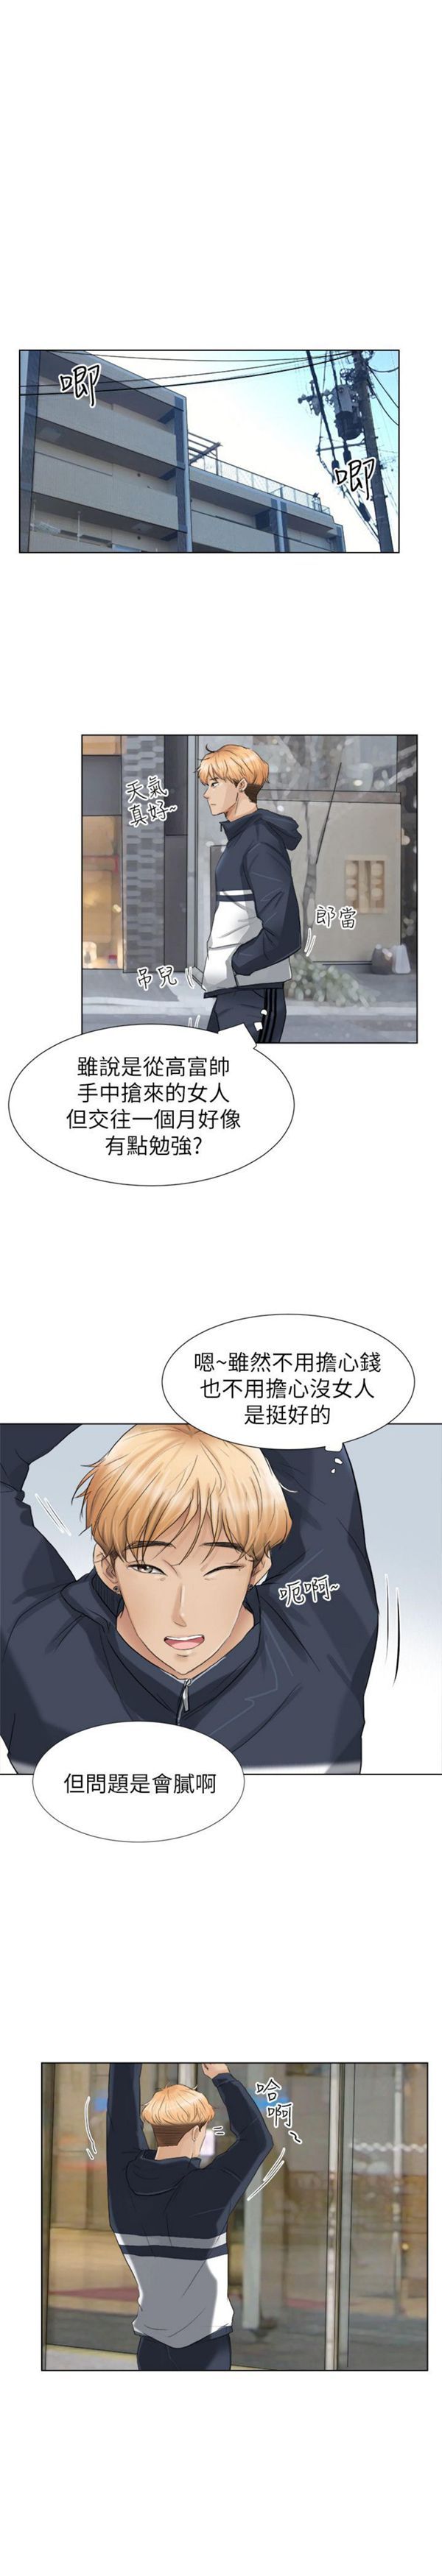 唧
唧
天氣
真好~
郎當
吊兒
雖說是從高富帥
手中搶來的女人
但交往一個月好像
有點勉強?
嗯~雖然不用擔心錢
也不用擔心沒女人
是挺好的
呃啊~
但問題是會膩啊
哈
啊~